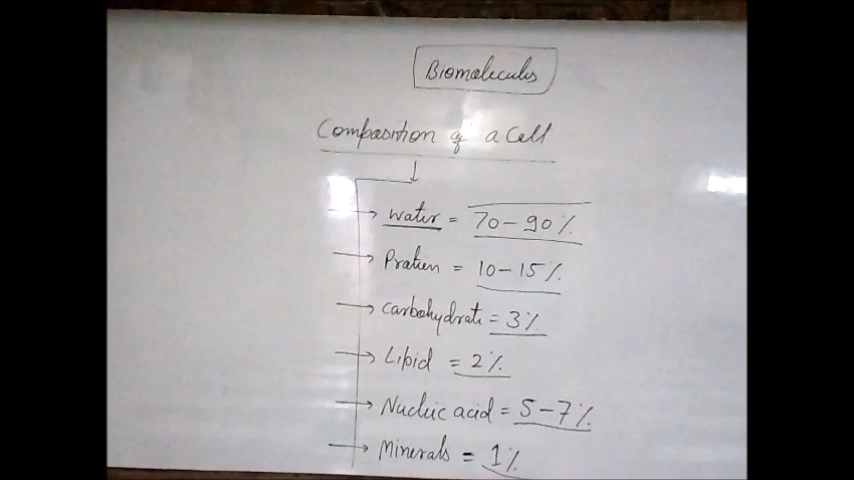 Biomolecules
Composition of a Cell
Water = 70-90%
Protien = 10-15%
Carbohydrate = 3%
Lipid = 2%
Nucleic acid = 5-7%
Minerals = 1%